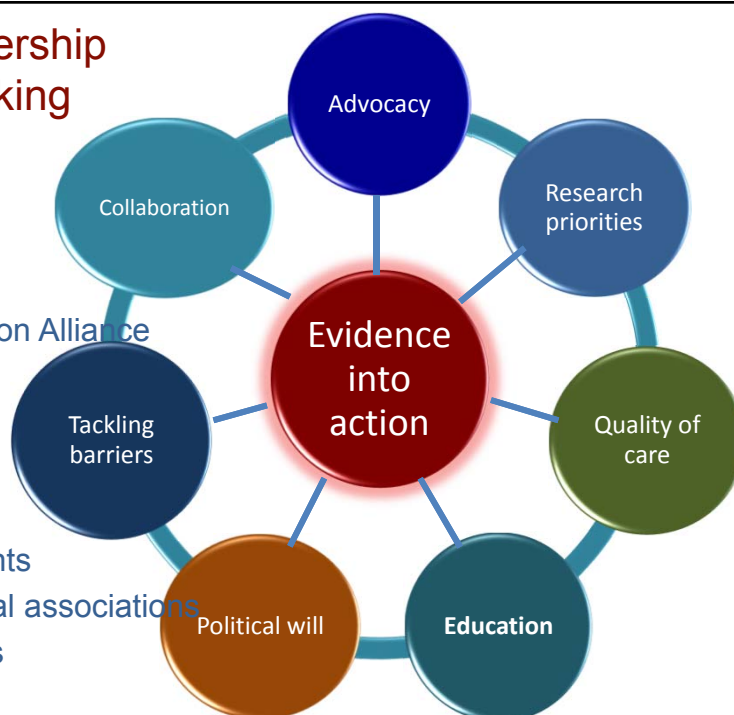 ership
king
on Alliance
nts
al associations
s
Advocacy
Research
priorities
Quality of
care
Education
Political will
Tackling
barriers
Collaboration
Evidence
into
action